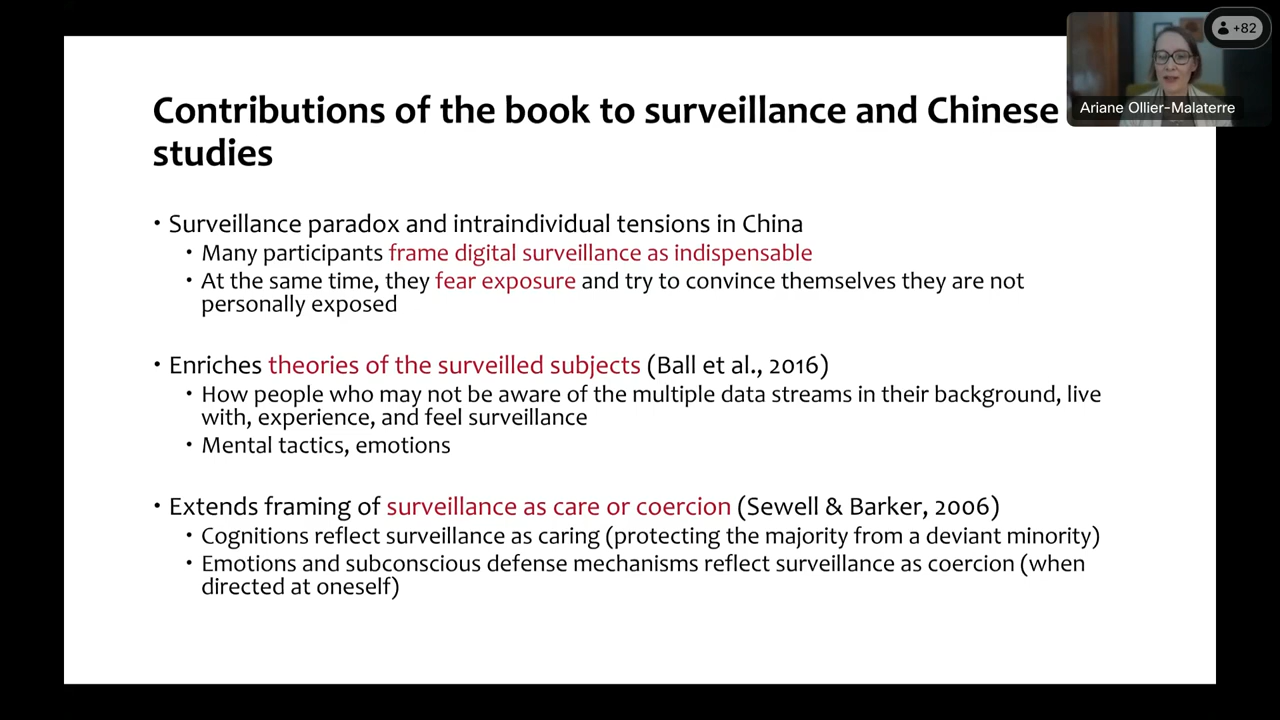 +82
Ariane Ollier-Malaterre
Contributions of the book to surveillance and Chinese
studies
• Surveillance paradox and intraindividual tensions in China
• Many participants frame digital surveillance as indispensable
• At the same time, they fear exposure and try to convince themselves they are not
personally exposed
• Enriches theories of the surveilled subjects (Ball et al., 2016)
• How people who may not be aware of the multiple data streams in their background, live
with, experience, and feel surveillance
• Mental tactics, emotions
• Extends framing of surveillance as care or coercion (Sewell & Barker, 2006)
• Cognitions reflect surveillance as caring (protecting the majority from a deviant minority)
• Emotions and subconscious defense mechanisms reflect surveillance as coercion (when
directed at oneself)